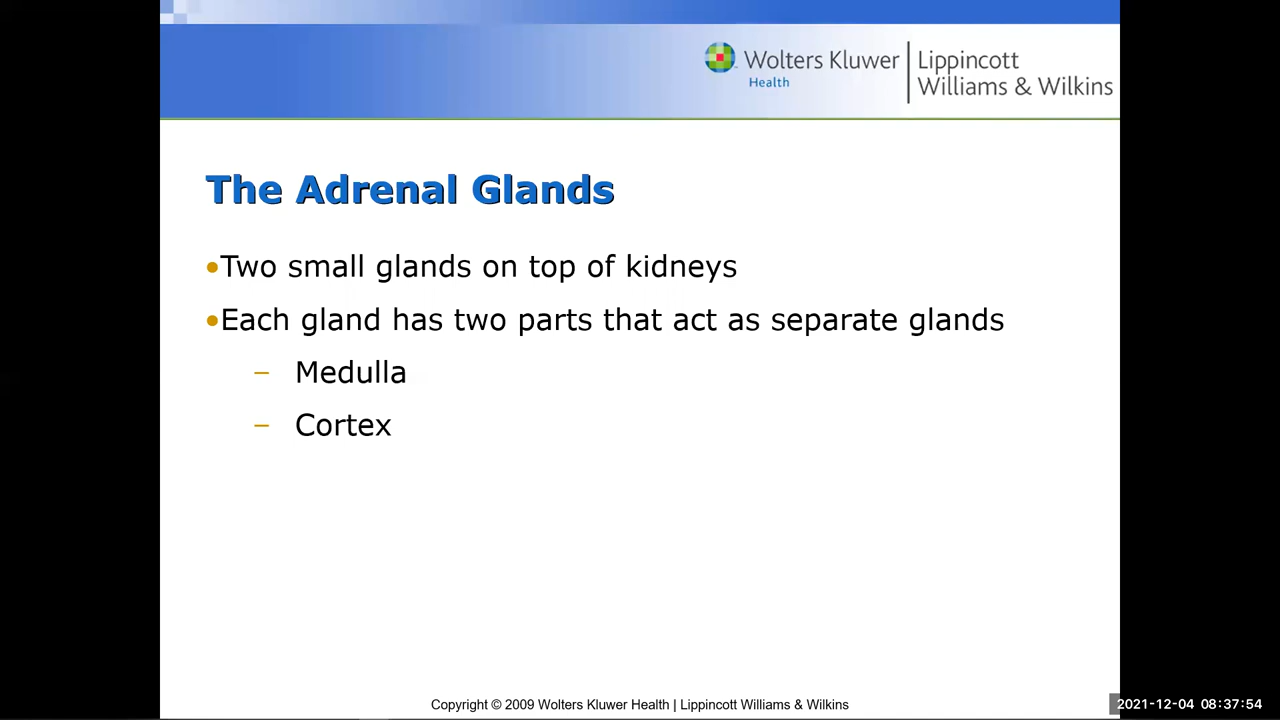 Wolters Kluwer
Health
Lippincott
Williams & Wilkins
The Adrenal Glands
•Two small glands on top of kidneys
•Each gland has two parts that act as separate glands
– Medulla
– Cortex
Copyright © 2009 Wolters Kluwer Health | Lippincott Williams & Wilkins
2021-12-04 08:37:54